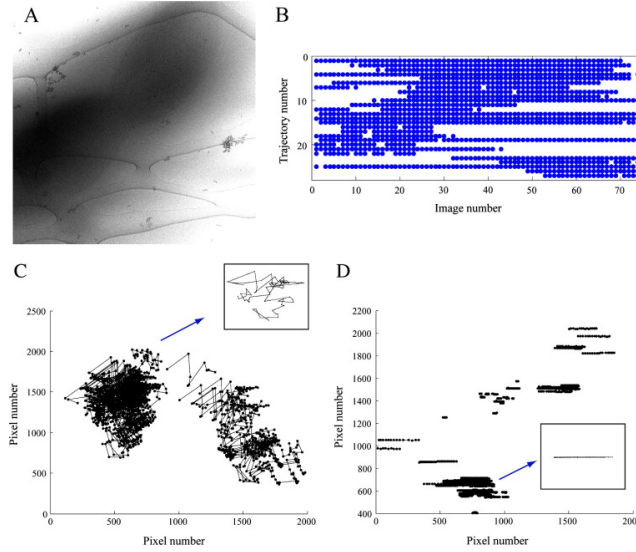 A
B
0
10
20
Trajectory number
0 10 20 30 40 50 60 70
Image number
C
D
2500
2000
1500
1000
500
0
Pixel number
0 500 1000 1500 2000
Pixel number
2200
2000
1800
1600
1400
1200
1000
800
600
400
Pixel number
0 500 1000 1500
Pixel number